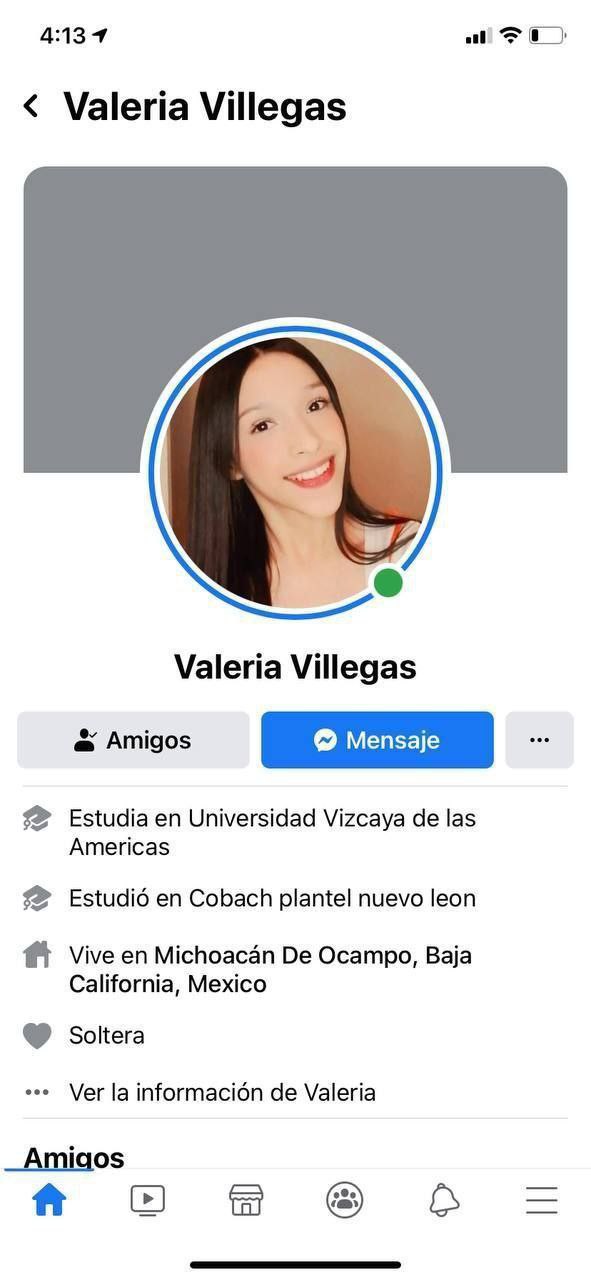 4:13
Valeria Villegas
Valeria Villegas
Amigos
Mensaje
Estudia en Universidad Vizcaya de las
Americas
Estudió en Cobach plantel nuevo leon
Vive en Michoacán De Ocampo, Baja
California, Mexico
Soltera
Ver la información de Valeria
Amigos